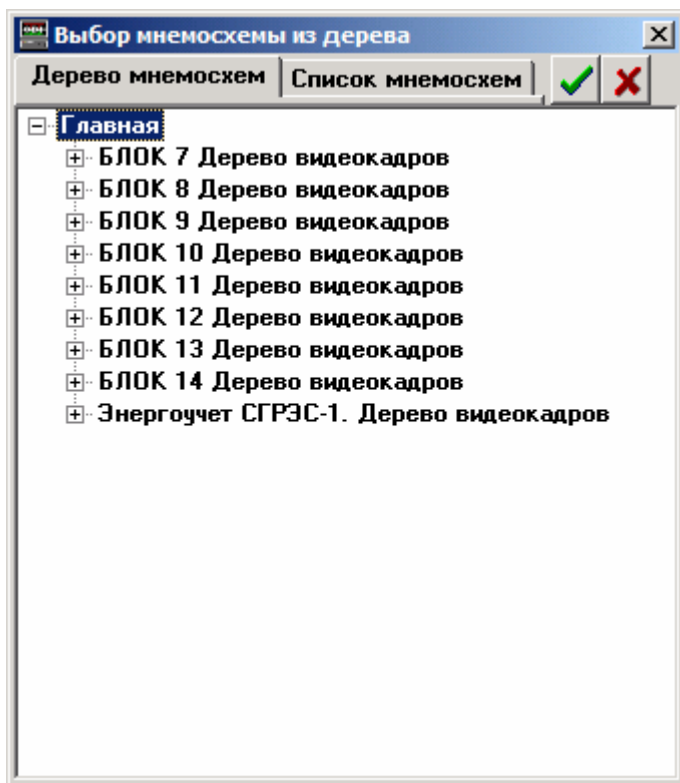 Выбор мнемосхемы из дерева
Дерево мнемосхем Список мнемосхем
Главная
БЛОК 7 Дерево видеокадров
БЛОК 8 Дерево видеокадров
БЛОК 9 Дерево видеокадров
БЛОК 10 Дерево видеокадров
БЛОК 11 Дерево видеокадров
БЛОК 12 Дерево видеокадров
БЛОК 13 Дерево видеокадров
БЛОК 14 Дерево видеокадров
Энергоучет СГРЭС-1. Дерево видеокадров